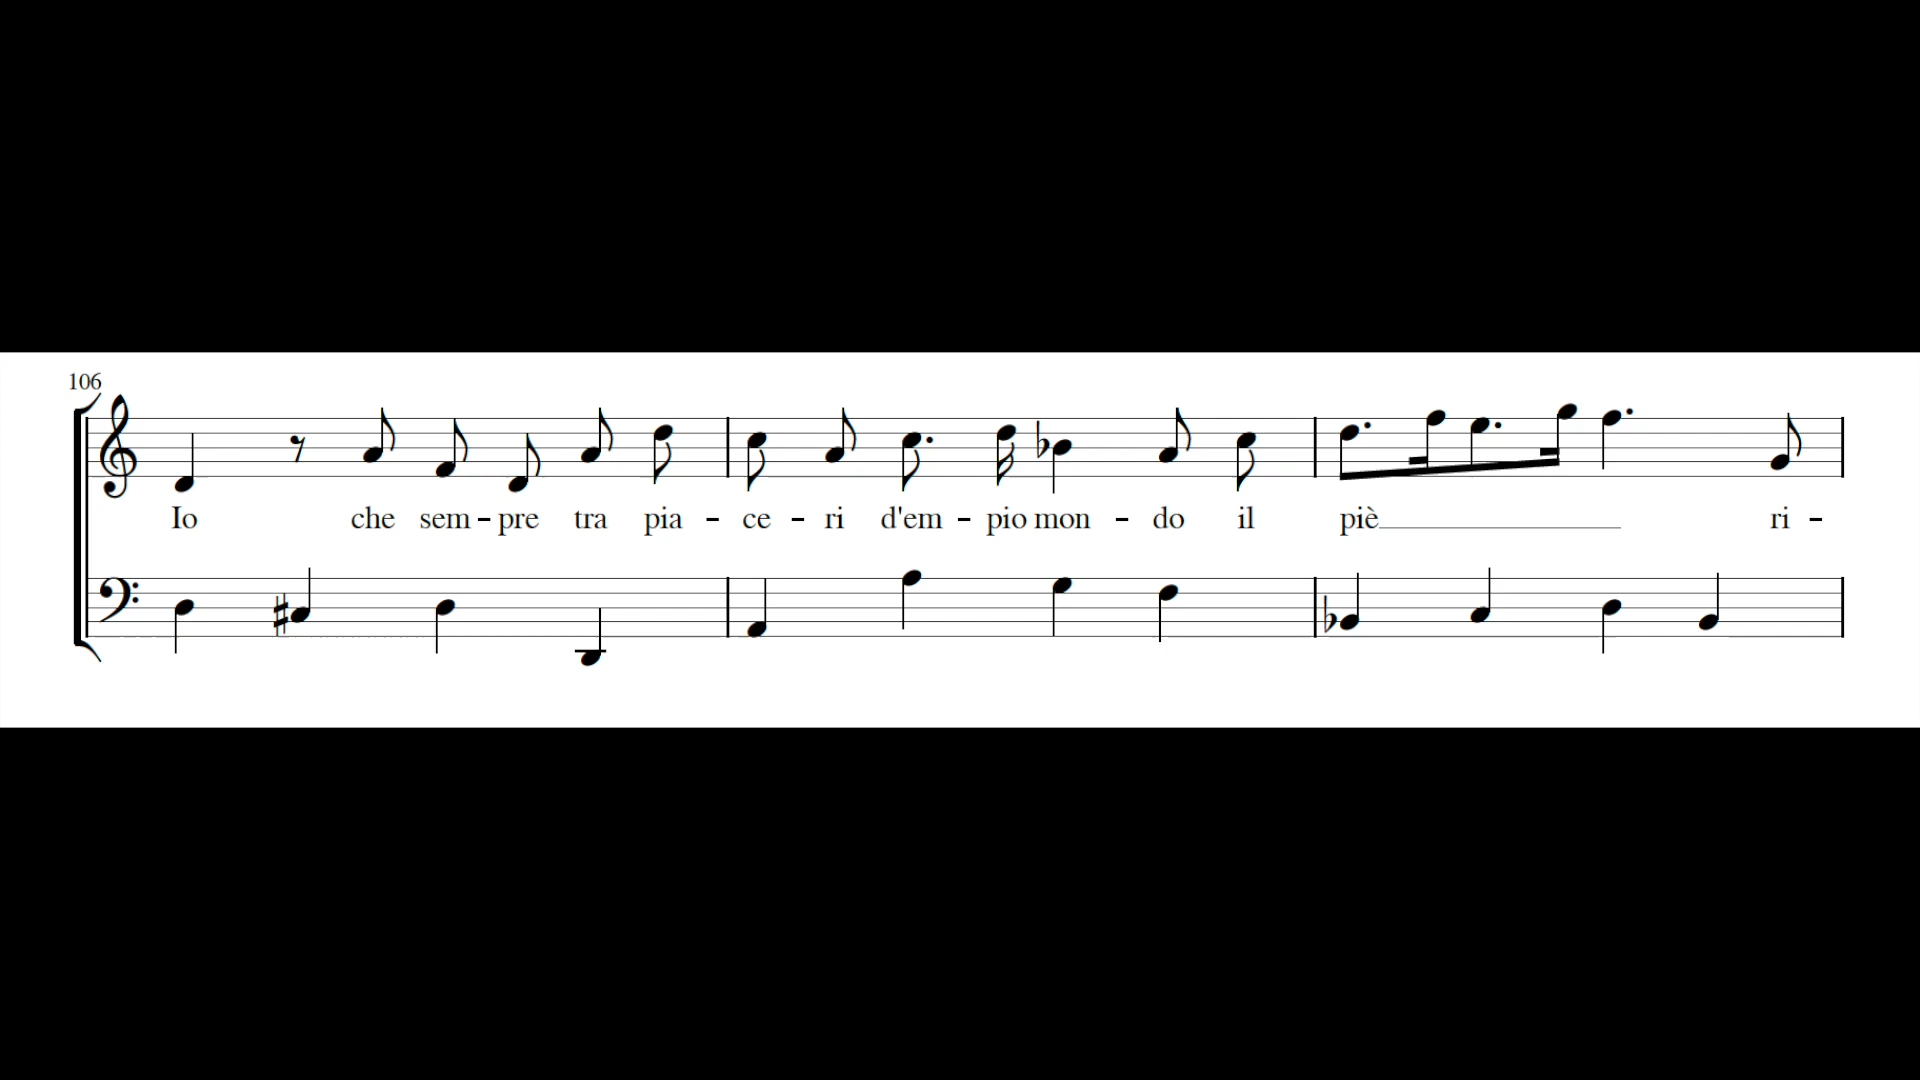 106
Io che sem-pre tra pia-ce-ri d'em-pio mon-do il piè ri-